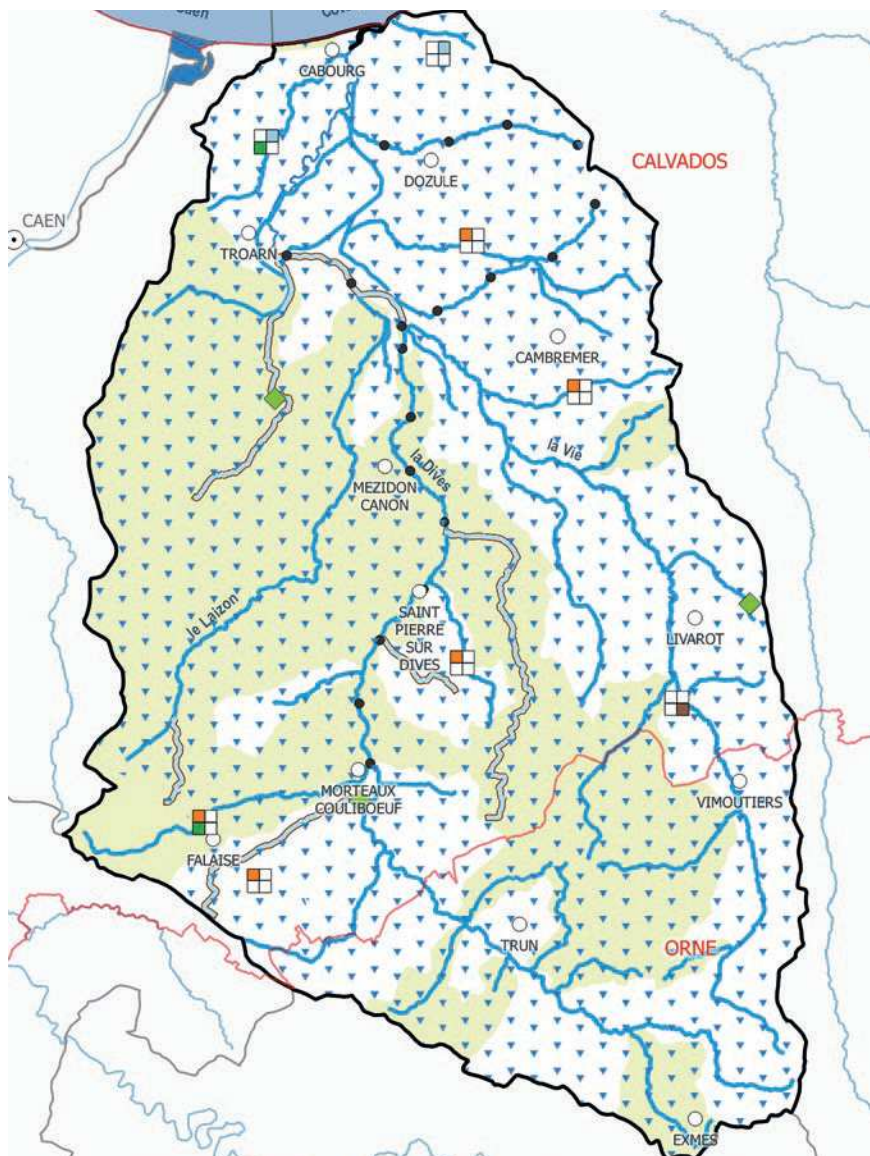 CABOURG
CALVADOS
DOZULE
CAEN
TROARN
CAMBREMER
la Vie
la Dives
MEZIDON
CANON
le Laizon
SAINT
PIERRE
SUR
DIVES
LIVAROT
MORTEAUX
COULIBOEUF
VIMOUTIERS
FALAISE
TRUN
ORNE
EXMES